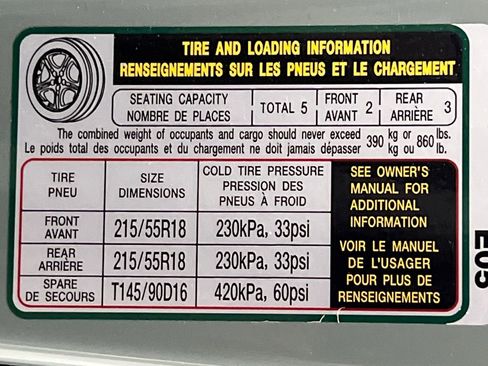 TIRE AND LOADING INFORMATION
RENSEIGNEMENTS SUR LES PNEUS ET LE CHARGEMENT
SEATING CAPACITY
NOMBRE DE PLACES
TOTAL 5
FRONT
AVANT 2
REAR
ARRIÈRE 3
The combined weight of occupants and cargo should never exceed 390 kg or 860 lbs.
Le poids total des occupants et du chargement ne doit jamais dépasser kg ou lb.
TIRE
PNEU
SIZE
DIMENSIONS
COLD TIRE PRESSURE
PRESSION DES
PNEUS À FROID
SEE OWNER'S
MANUAL FOR
ADDITIONAL
INFORMATION
FRONT
AVANT
215/55R18
230kPa, 33psi
REAR
ARRIÈRE
215/55R18
230kPa, 33psi
SPARE
DE SECOURS
T145/90D16
420kPa, 60psi
VOIR LE MANUEL
DE L'USAGER
POUR PLUS DE
RENSEIGNEMENTS
E05